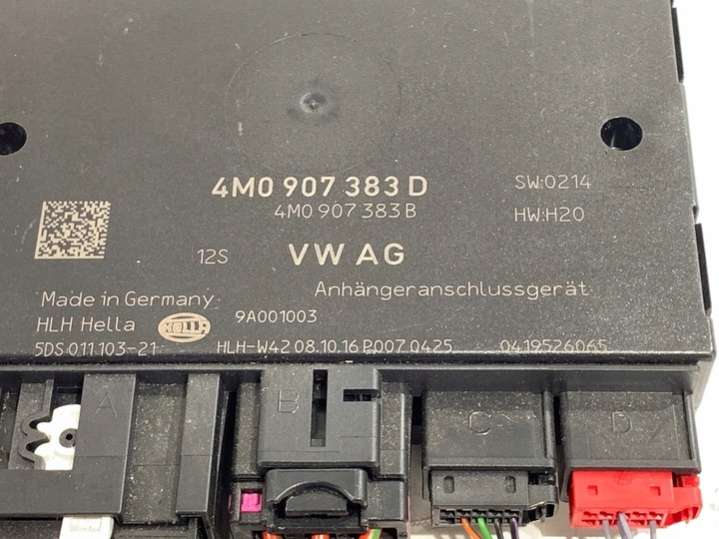 4M0 907 383 D SW:0214
4M0 907 383 B HW:H20
12S VW AG
Made in Germany Anhängeranschlussgerät
HLH Hella HELLA 9A001003
5DS 011 103-21 HLH-W42 08.10.16 P007 0425 0419526065
A B C D